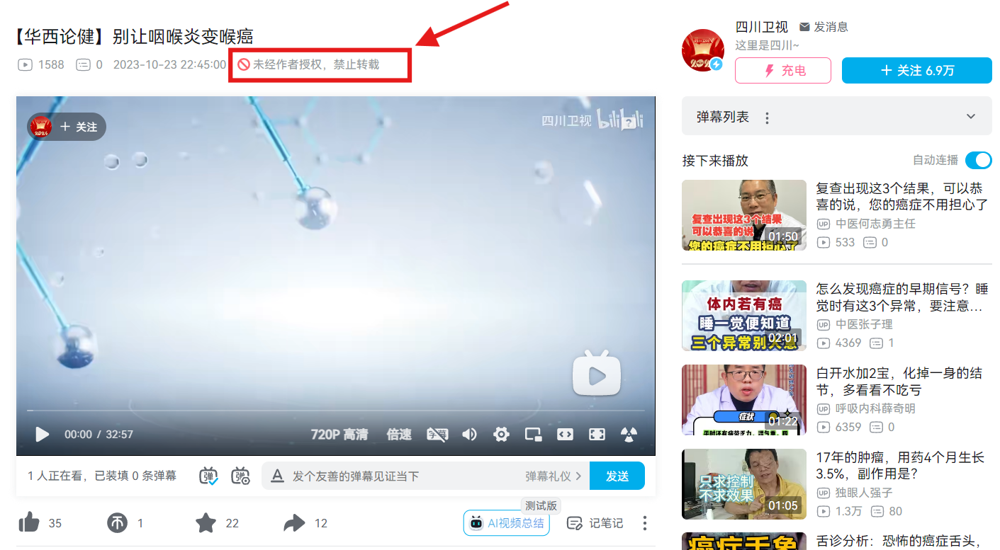 【华西论健】别让咽喉炎变喉癌
1588 0 2023-10-23 22:45:00 未经作者授权，禁止转载
+ 关注
四川卫视 bilibili
00:00 / 32:57 720P 高清 倍速 字幕
1 人正在看，已装填 0 条弹幕 弹 弹 A 发个友善的弹幕见证当下 弹幕礼仪 > 发送
35 1 22 12 测试版 AI视频总结 记笔记
四川卫视 发消息
这里是四川~
充电 + 关注 6.9万
弹幕列表
接下来播放 自动连播
复查出现这3个结果
可以恭喜的说
您的癌症不用担心了
01:50
复查出现这3个结果，可以恭
喜的说，您的癌症不用担心了
UP 中医何志勇主任
533 0
体内若有癌
睡一觉便知道
三个异常别大意
02:01
怎么发现癌症的早期信号？睡
觉时有这3个异常，要注意…
UP 中医张子理
4369 1
症状
01:22
白开水加2宝，化掉一身的结
节，多看看不吃亏
UP 呼吸内科薛奇明
6359 0
只求控制
不求效果
01:05
17年的肿瘤，用药4个月生长
3.5%，副作用是？
UP 独眼人强子
1.3万 80
癌症舌象
舌诊分析：恐怖的癌症舌头，